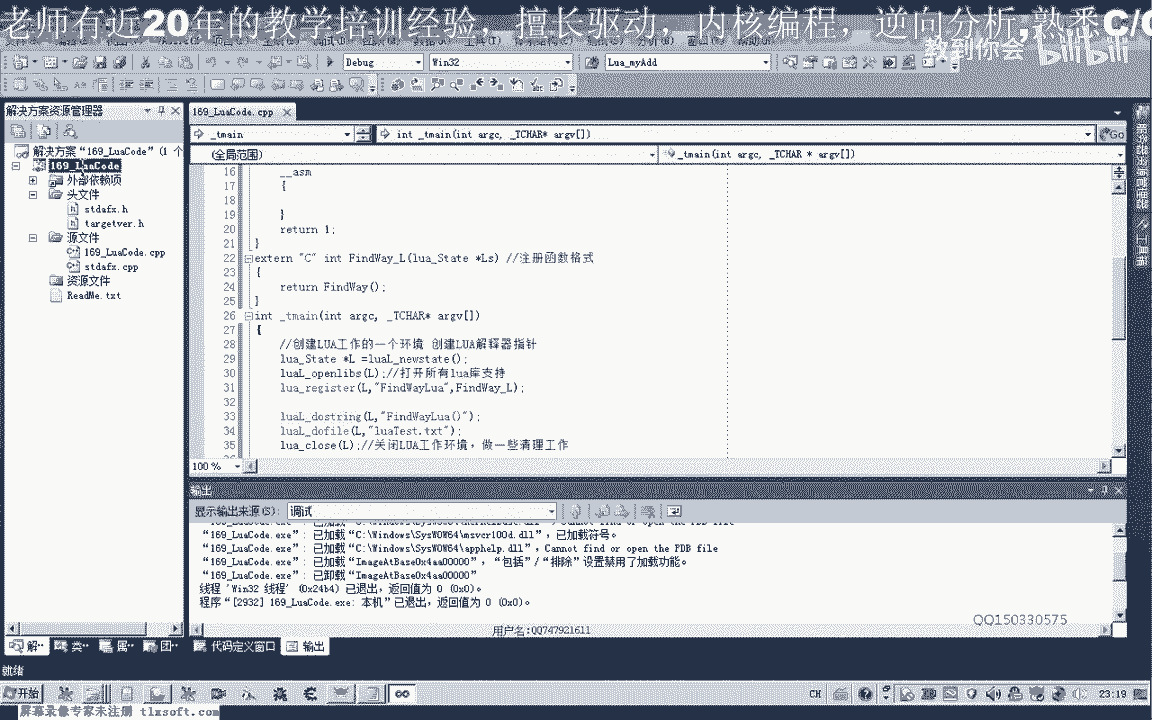 老师有近20年的教学培训经验，擅长驱动，内核编程，逆向分析,熟悉C/C
教到你会 bilibili
Debug Win32 Lua_myAdd
解决方案资源管理器
169_LuaCode.cpp
_tmain
int _tmain(int argc, _TCHAR* argv[])
Go
(全局范围)
_tmain(int argc, _TCHAR * argv[])
解决方案“169_LuaCode” (1 个
169_LuaCode
外部依赖项
头文件
stdafx.h
targetver.h
源文件
169_LuaCode.cpp
stdafx.cpp
资源文件
ReadMe.txt
16 __asm
17 {
18
19 }
20 return 1;
21 }
22 extern "C" int FindWay_L(lua_State *Ls) //注册函数格式
23 {
24 return FindWay();
25 }
26 int _tmain(int argc, _TCHAR* argv[])
27 {
28 //创建LUA工作的一个环境 创建LUA解释器指针
29 lua_State *L =luaL_newstate();
30 luaL_openlibs(L);//打开所有lua库支持
31 lua_register(L,"FindWayLua",FindWay_L);
32
33 luaL_dostring(L,"FindWayLua()");
34 luaL_dofile(L,"luaTest.txt");
35 lua_close(L);//关闭LUA工作环境，做一些清理工作
100 %
服务器资源管理器
工具箱
输出
显示输出来源(S): 调试
“169_LuaCode.exe”: 已加载“C:\Windows\SysWOW64\msvcr100d.dll”，已加载符号。
“169_LuaCode.exe”: 已加载“C:\Windows\SysWOW64\apphelp.dll”，Cannot find or open the PDB file
“169_LuaCode.exe”: 已加载“ImageAtBase0x4aa00000”，“包括”/“排除”设置禁用了加载功能。
“169_LuaCode.exe”: 已卸载“ImageAtBase0x4aa00000”
线程 'Win32 线程' (0x24b4) 已退出，返回值为 0 (0x0)。
程序“[2932] 169_LuaCode.exe: 本机”已退出，返回值为 0 (0x0)。
QQ150330575
用户名:QQ747921611
解·· 类·· 属·· 团·· 代码定义窗口 输出
就绪
开始 CH 23:19
屏幕录像专家未注册 tlxsoft.com